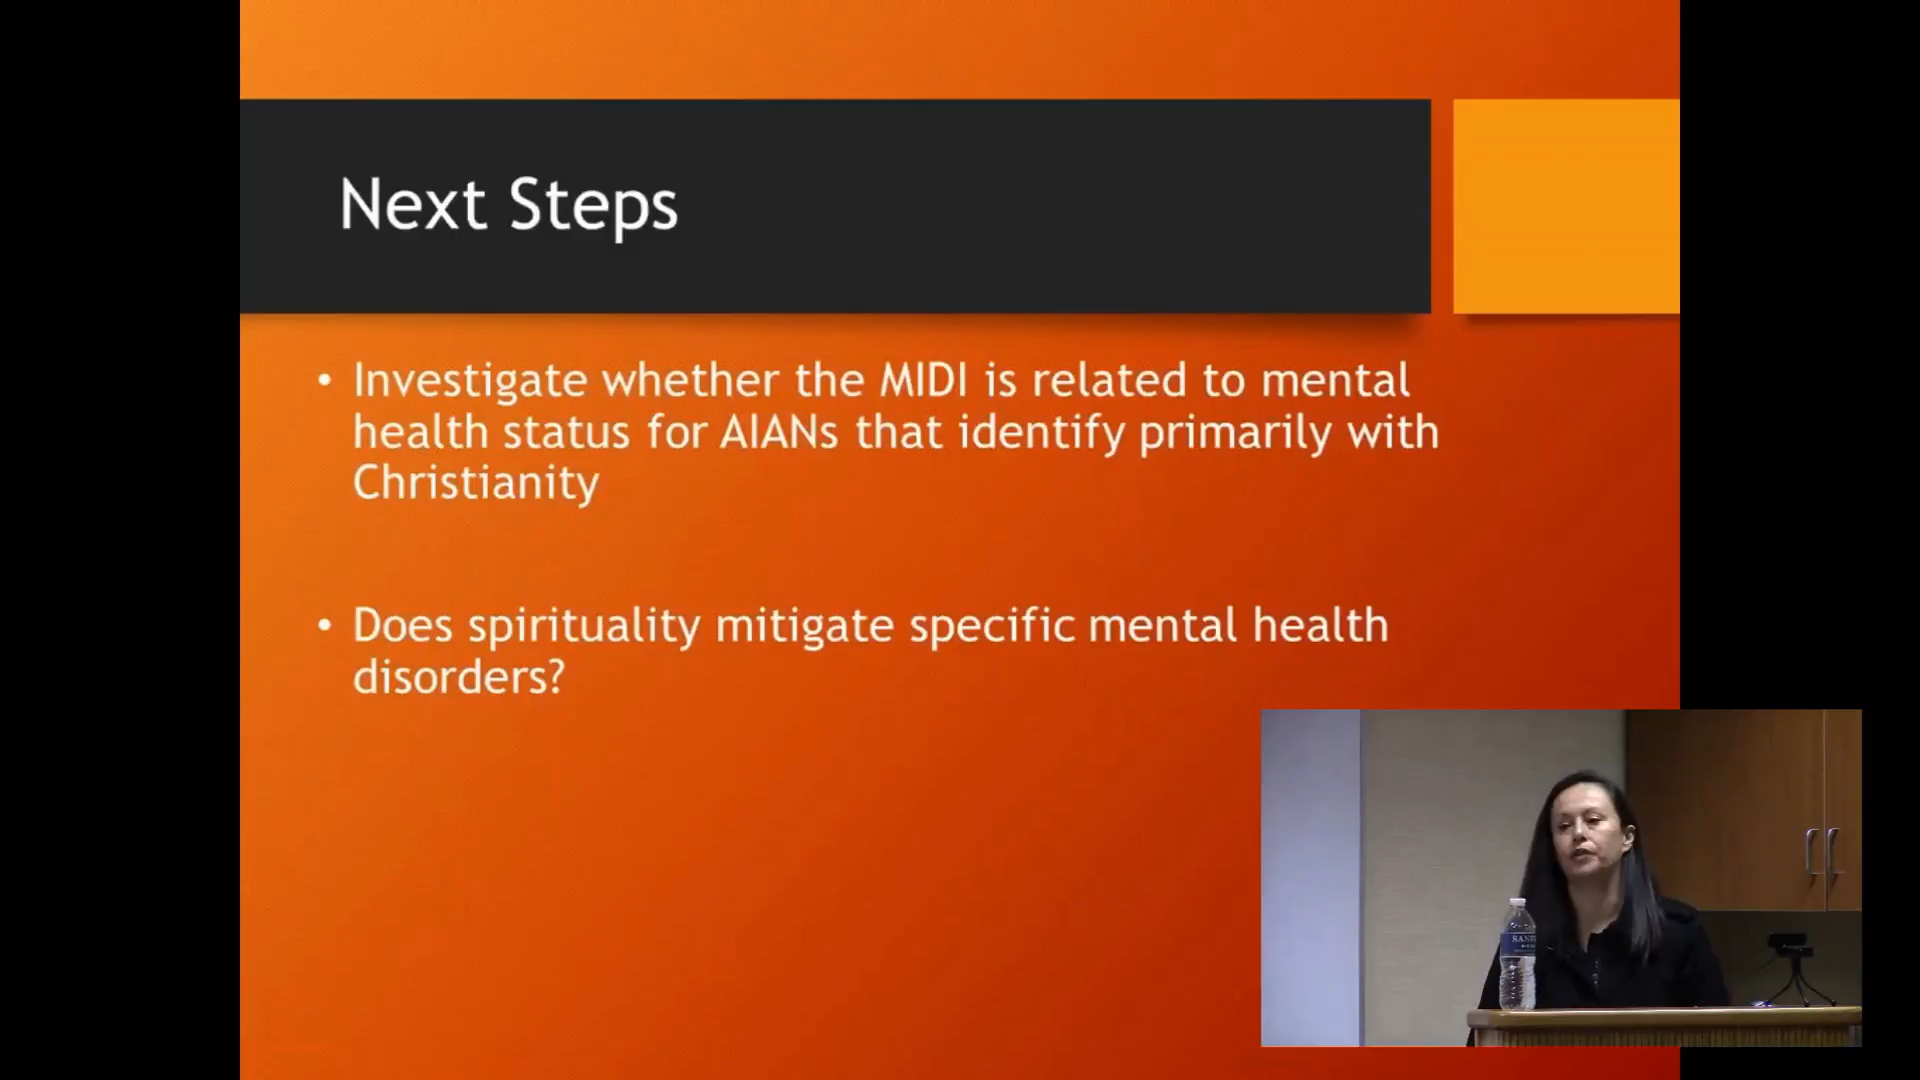 Next Steps
• Investigate whether the MIDI is related to mental
health status for AIANs that identify primarily with
Christianity
• Does spirituality mitigate specific mental health
disorders?